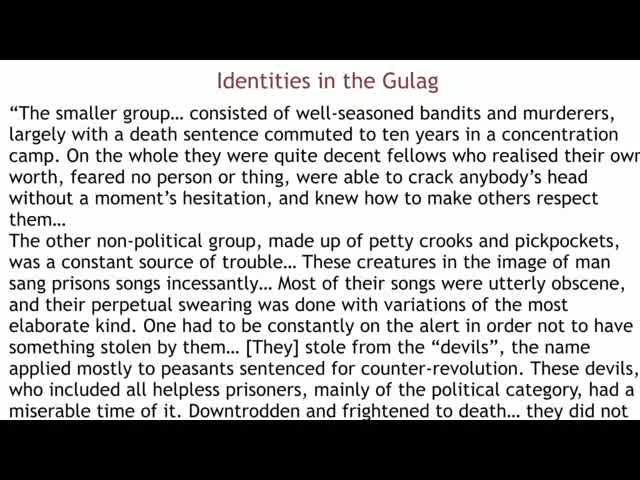 Identities in the Gulag
“The smaller group… consisted of well-seasoned bandits and murderers,
largely with a death sentence commuted to ten years in a concentration
camp. On the whole they were quite decent fellows who realised their own
worth, feared no person or thing, were able to crack anybody’s head
without a moment’s hesitation, and knew how to make others respect
them…
The other non-political group, made up of petty crooks and pickpockets,
was a constant source of trouble… These creatures in the image of man
sang prisons songs incessantly… Most of their songs were utterly obscene,
and their perpetual swearing was done with variations of the most
elaborate kind. One had to be constantly on the alert in order not to have
something stolen by them… [They] stole from the “devils”, the name
applied mostly to peasants sentenced for counter-revolution. These devils,
who included all helpless prisoners, mainly of the political category, had a
miserable time of it. Downtrodden and frightened to death… they did not